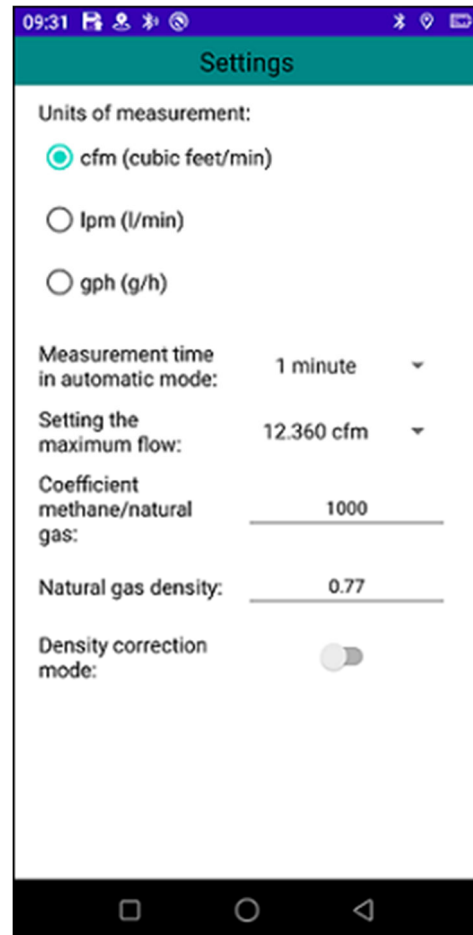 09:31
Settings
Units of measurement:
cfm (cubic feet/min)
lpm (l/min)
gph (g/h)
Measurement time
in automatic mode:
1 minute
Setting the
maximum flow:
12.360 cfm
Coefficient
methane/natural
gas:
1000
Natural gas density:
0.77
Density correction
mode: